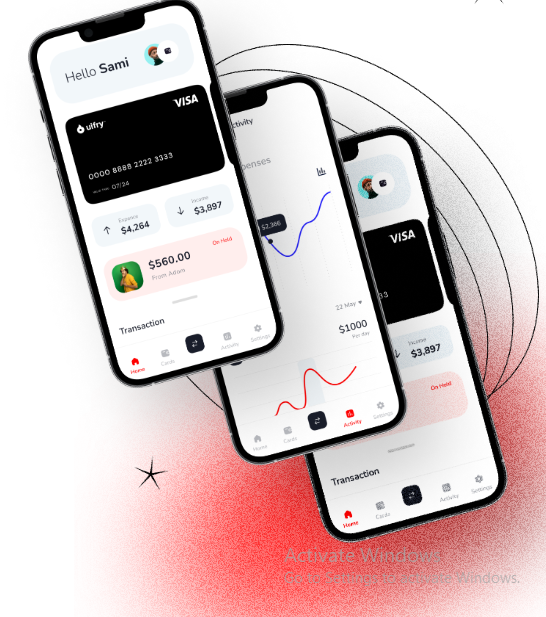 Hello Sami
VISA
ulfry
0000 8688 2222 3333
07/24
Expense
$4,264
Income
$3,897
On Held
$560.00
From Adam
Transaction
Home
Cards
Activity
Settings
ctivity
penses
$2,366
22 May
$1000
Per day
Home
Cards
Activity
Settings
VISA
33
Income
$3,897
On Held
Transaction
Home
Cards
Activity
Settings
Activate Windows
Go to Settings to activate Windows.